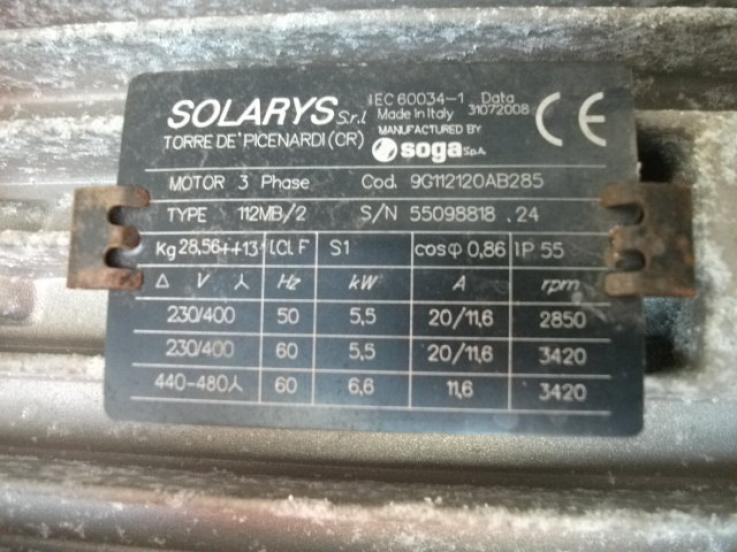 SOLARYS S.r.l
TORRE DE' PICENARDI (CR)
IEC 60034-1 Data
Made in Italy 31072008
MANUFACTURED BY
soga S.p.A.
CE
MOTOR 3 Phase Cod. 9G112120AB285
TYPE 112MB/2 S/N 55098818 .24
Kg 28,56 I.Cl. F S1 cosφ 0,86 IP 55
Δ V ⅄ Hz kW A rpm
230/400 50 5,5 20/11,6 2850
230/400 60 5,5 20/11,6 3420
440-480⅄ 60 6,6 11,6 3420